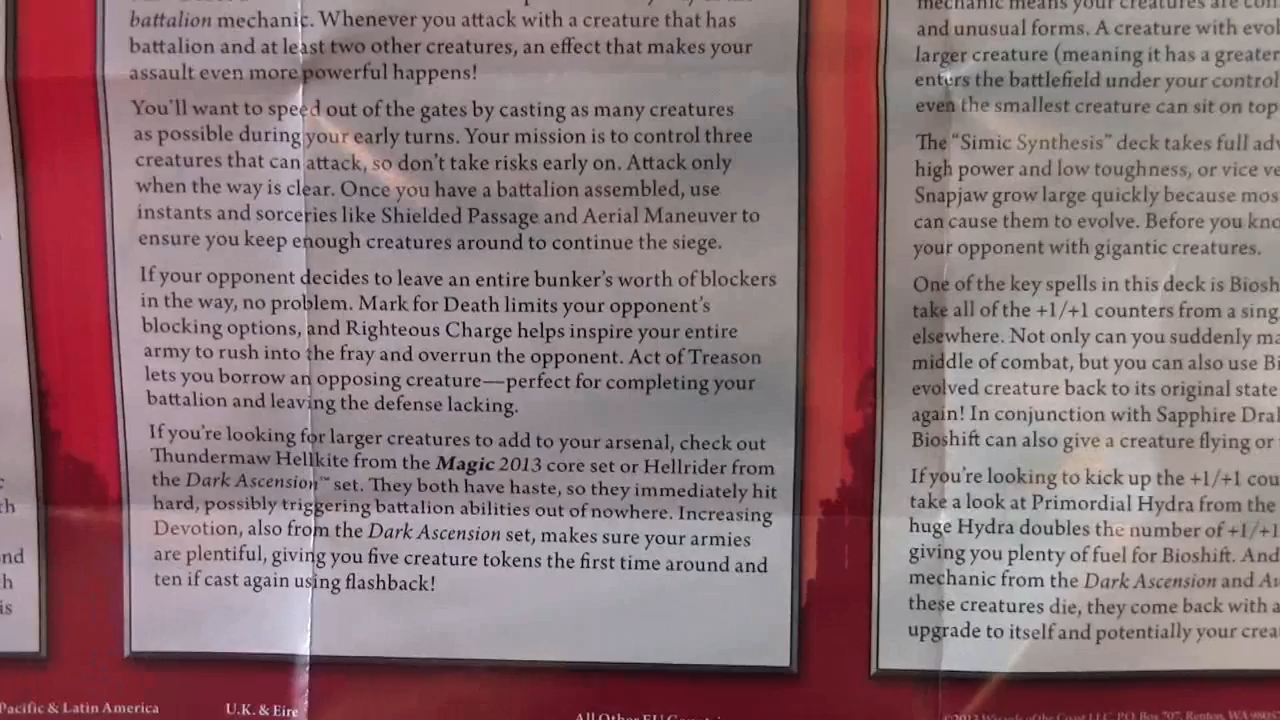 battalion mechanic. Whenever you attack with a creature that has
battalion and at least two other creatures, an effect that makes your
assault even more powerful happens!
You'll want to speed out of the gates by casting as many creatures
as possible during your early turns. Your mission is to control three
creatures that can attack, so don't take risks early on. Attack only
when the way is clear. Once you have a battalion assembled, use
instants and sorceries like Shielded Passage and Aerial Maneuver to
ensure you keep enough creatures around to continue the siege.
If your opponent decides to leave an entire bunker's worth of blockers
in the way, no problem. Mark for Death limits your opponent's
blocking options, and Righteous Charge helps inspire your entire
army to rush into the fray and overrun the opponent. Act of Treason
lets you borrow an opposing creature—perfect for completing your
battalion and leaving the defense lacking.
If you're looking for larger creatures to add to your arsenal, check out
Thundermaw Hellkite from the Magic 2013 core set or Hellrider from
the Dark Ascension™ set. They both have haste, so they immediately hit
hard, possibly triggering battalion abilities out of nowhere. Increasing
Devotion, also from the Dark Ascension set, makes sure your armies
are plentiful, giving you five creature tokens the first time around and
ten if cast again using flashback!
mechanic means your creatures are
and unusual forms. A creature with
larger creature (meaning it has a greater
enters the battlefield under your control
even the smallest creature can sit on top
The "Simic Synthesis" deck takes full
high power and low toughness, or vice
Snapjaw grow large quickly because
can cause them to evolve. Before you
your opponent with gigantic creatures.
One of the key spells in this deck is
take all of the +1/+1 counters from a
elsewhere. Not only can you suddenly
middle of combat, but you can also use
evolved creature back to its original state
again! In conjunction with Sapphire
Bioshift can also give a creature flying or
If you're looking to kick up the +1/+1
take a look at Primordial Hydra from the
huge Hydra doubles the number of +1/+1
giving you plenty of fuel for Bioshift. And
mechanic from the Dark Ascension and
these creatures die, they come back with a
upgrade to itself and potentially your
Pacific & Latin America
U.K. & Eire
All Other EU